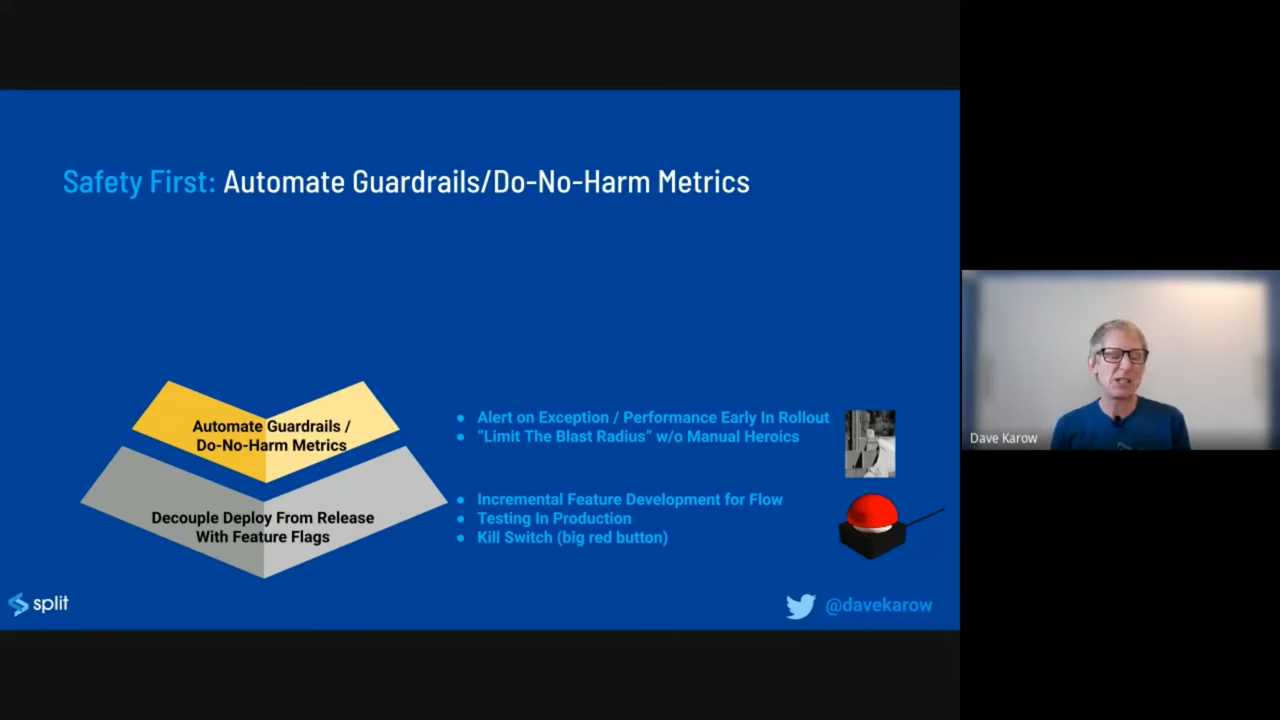 Safety First: Automate Guardrails/Do-No-Harm Metrics
Automate Guardrails /
Do-No-Harm Metrics
● Alert on Exception / Performance Early In Rollout
● “Limit The Blast Radius” w/o Manual Heroics
Decouple Deploy From Release
With Feature Flags
● Incremental Feature Development for Flow
● Testing In Production
● Kill Switch (big red button)
split
@davekarow
Dave Karow